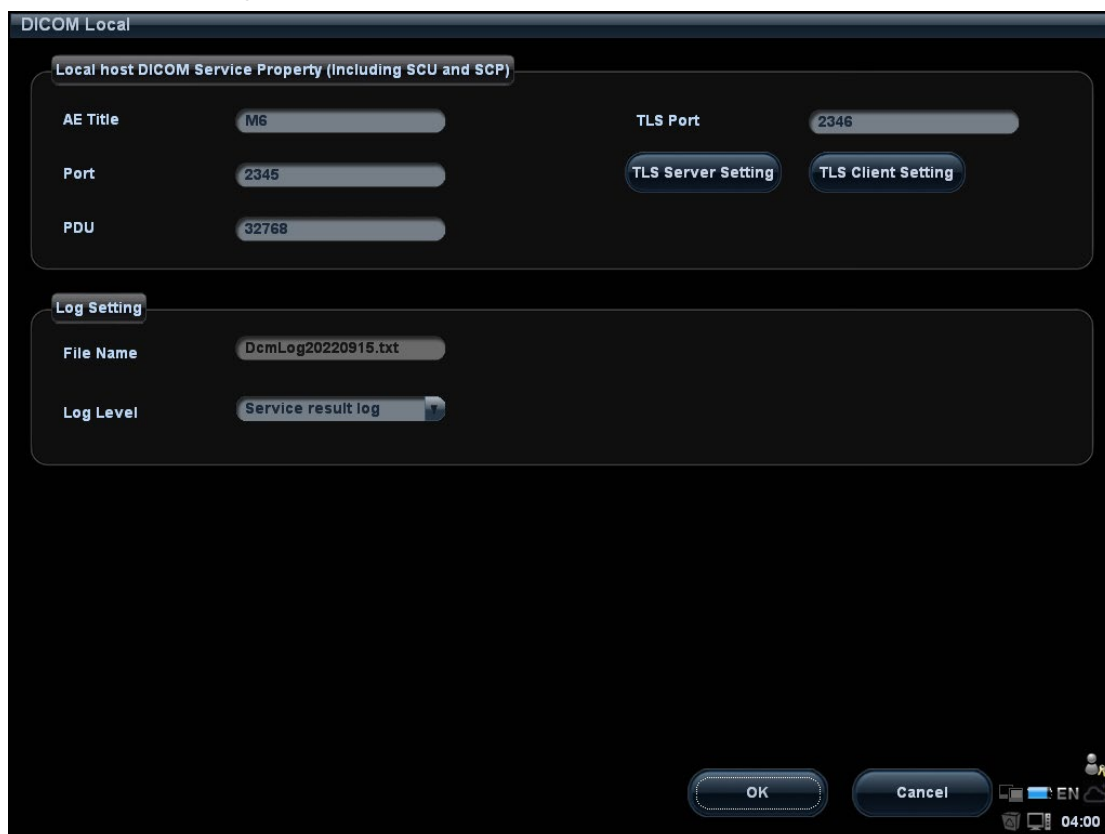 DICOM Local
Local host DICOM Service Property (Including SCU and SCP)
AE Title M6 TLS Port 2346
Port 2345 TLS Server Setting TLS Client Setting
PDU 32768
Log Setting
File Name DcmLog20220915.txt
Log Level Service result log
OK Cancel EN
04:00